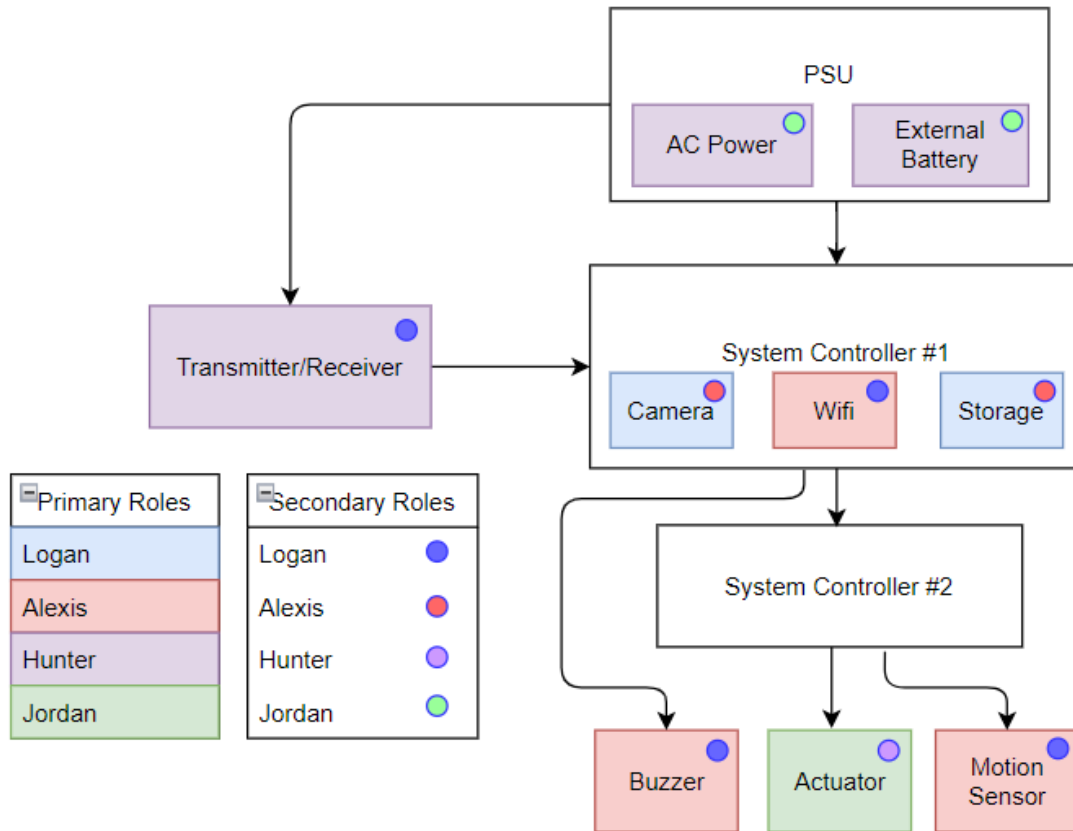 PSU
AC Power
External
Battery
Transmitter/Receiver
System Controller #1
Camera
Wifi
Storage
Primary Roles
Logan
Alexis
Hunter
Jordan
Secondary Roles
Logan
Alexis
Hunter
Jordan
System Controller #2
Buzzer
Actuator
Motion
Sensor